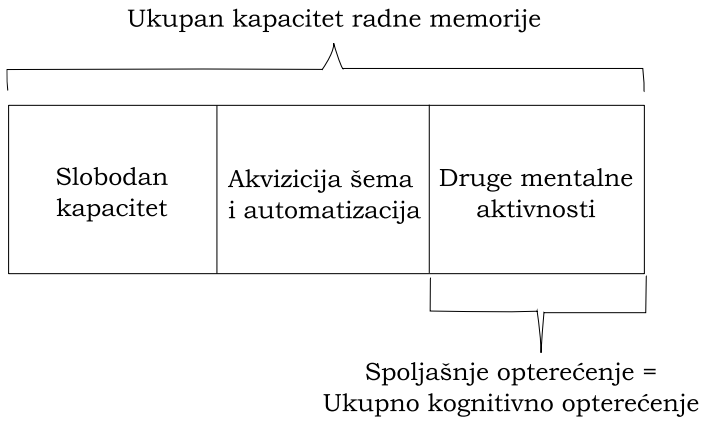 Ukupan kapacitet radne memorije
Slobodan
kapacitet
Akvizicija šema
i automatizacija
Druge mentalne
aktivnosti
Spoljašnje opterećenje =
Ukupno kognitivno opterećenje